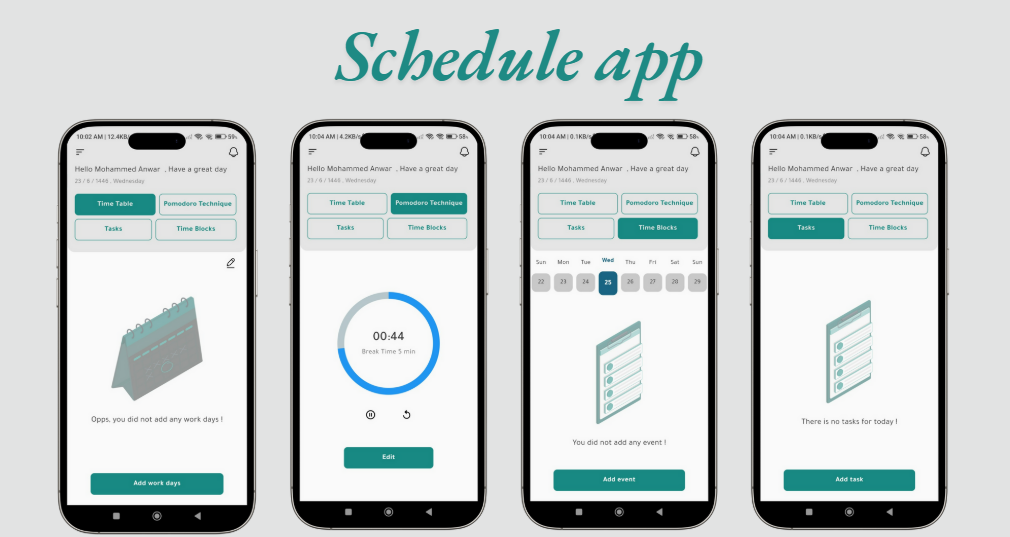 Schedule app
10:02 AM | 12.4KB/
59
Hello Mohammed Anwar , Have a great day
23 / 6 / 1446 . Wednesday
Time Table
Pomodoro Technique
Tasks
Time Blocks
Opps, you did not add any work days !
Add work days
10:04 AM | 4.2KB/s
58
Hello Mohammed Anwar , Have a great day
23 / 6 / 1446 . Wednesday
Time Table
Pomodoro Technique
Tasks
Time Blocks
00:44
Break Time 5 min
Edit
10:04 AM | 0.1KB/s
58
Hello Mohammed Anwar , Have a great day
23 / 6 / 1446 . Wednesday
Time Table
Pomodoro Technique
Tasks
Time Blocks
Sun Mon Tue Wed Thu Fri Sat Sun
22 23 24 25 26 27 28 29
You did not add any event !
Add event
10:04 AM | 0.1KB/s
58
Hello Mohammed Anwar , Have a great day
23 / 6 / 1446 . Wednesday
Time Table
Pomodoro Technique
Tasks
Time Blocks
There is no tasks for today !
Add task